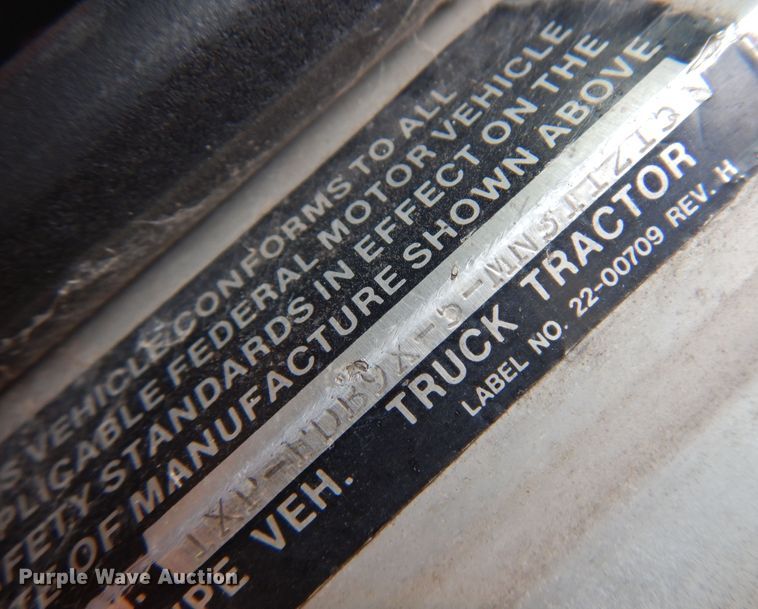 VEHICLE CONFORMS TO ALL
APPLICABLE FEDERAL MOTOR VEHICLE
SAFETY STANDARDS IN EFFECT ON THE
OF MANUFACTURE SHOWN ABOVE
TYPE VEH. TRUCK TRACTOR
LABEL NO. 22-00709 REV. H
Purple Wave Auction